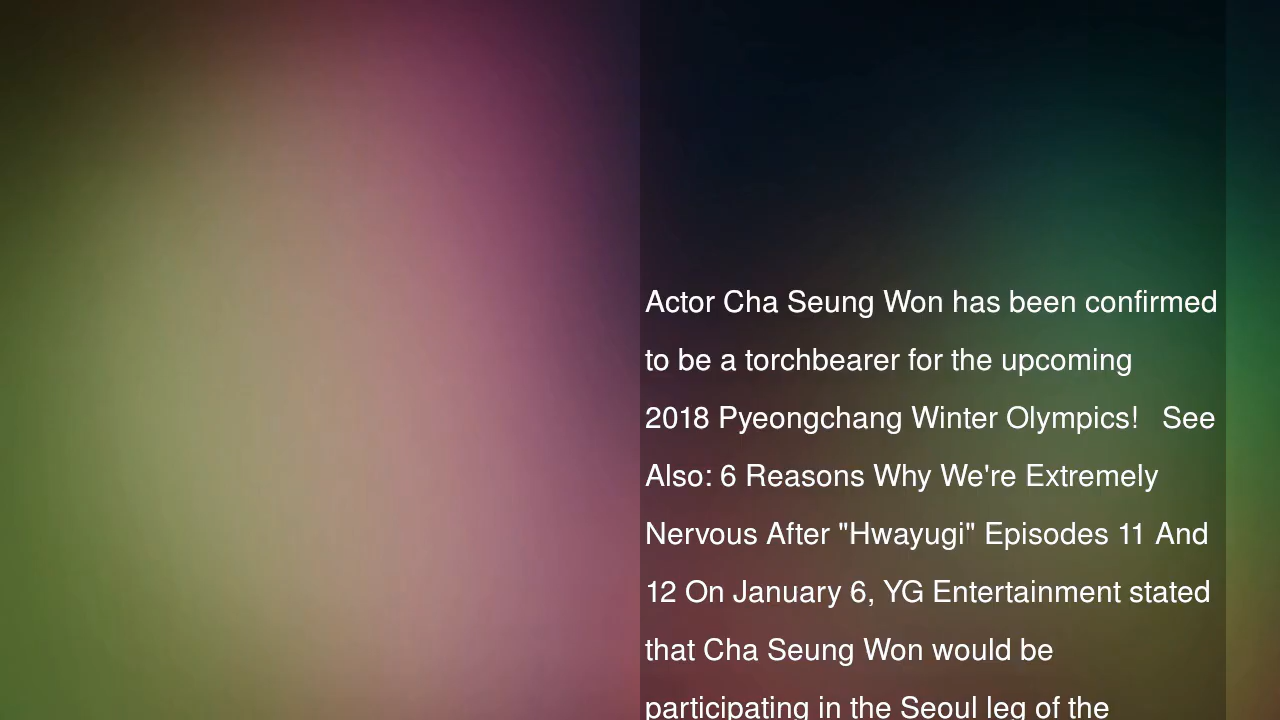 Actor Cha Seung Won has been confirmed
to be a torchbearer for the upcoming
2018 Pyeongchang Winter Olympics!   See
Also: 6 Reasons Why We're Extremely
Nervous After "Hwayugi" Episodes 11 And
12 On January 6, YG Entertainment stated
that Cha Seung Won would be
participating in the Seoul leg of the